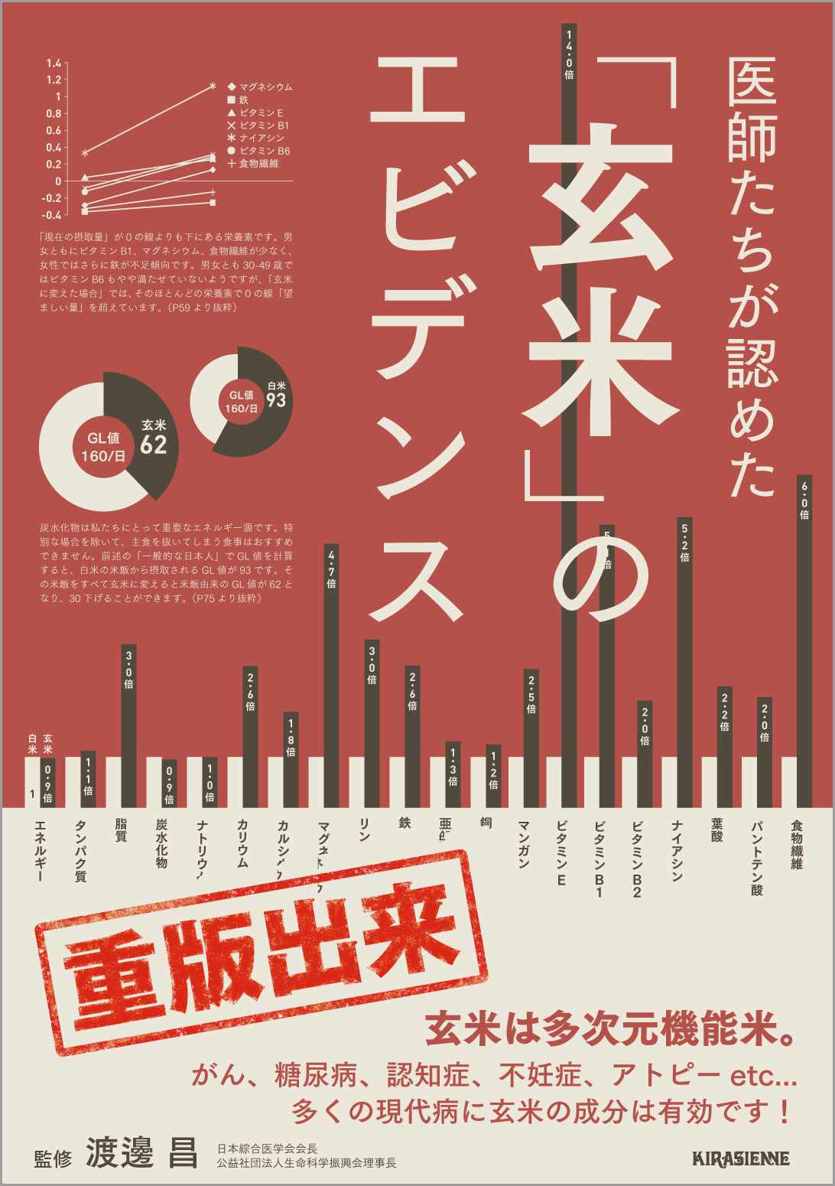 医師たちが認めた
「玄米」の
エビデンス
1.4
1.2
1
0.8
0.6
0.4
0.2
0
-0.2
-0.4
マグネシウム
鉄
ビタミンE
ビタミンB1
ナイアシン
ビタミンB6
食物繊維
「現在の摂取量」が0の線よりも下にある栄養素です。男
女ともにビタミンB1、マグネシウム、食物繊維が少なく、
女性ではさらに鉄が不足傾向です。男女とも30-49歳で
はビタミンB6もやや満たせていないようですが、「玄米
に変えた場合」では、そのほとんどの栄養素で0の線「望
ましい量」を超えています。(P59より抜粋)
GL値
160/日
玄米
62
GL値
160/日
白米
93
炭水化物は私たちにとって重要なエネルギー源です。特
別な場合を除いて、主食を抜いてしまう食事はおすすめ
できません。前述の「一般的な日本人」でGL値を計算
すると、白米の米飯から摂取されるGL値が93です。そ
の米飯をすべて玄米に変えると米飯由来のGL値が62と
なり、30下げることができます。(P75より抜粋)
白米
玄米
1
0・9倍
1・1倍
3・0倍
0・9倍
1・0倍
2・6倍
1・8倍
4・7倍
3・0倍
2・6倍
1・3倍
1・2倍
2・5倍
14・0倍
2・0倍
5・2倍
2・2倍
2・0倍
6・0倍
エネルギー
タンパク質
脂質
炭水化物
ナトリウム
カリウム
カルシウム
マグネシウム
リン
鉄
亜鉛
銅
マンガン
ビタミンE
ビタミンB1
ビタミンB2
ナイアシン
葉酸
パントテン酸
食物繊維
重版出来
玄米は多次元機能米。
がん、糖尿病、認知症、不妊症、アトピー etc...
多くの現代病に玄米の成分は有効です！
監修 渡邊 昌
日本綜合医学会会長
公益社団法人生命科学振興会理事長
KIRASIENNE